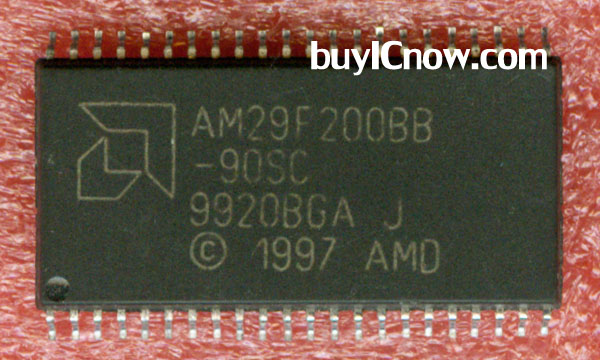 buyICnow.com
AM29F200BB
-90SC
9920BGA J
© 1997 AMD